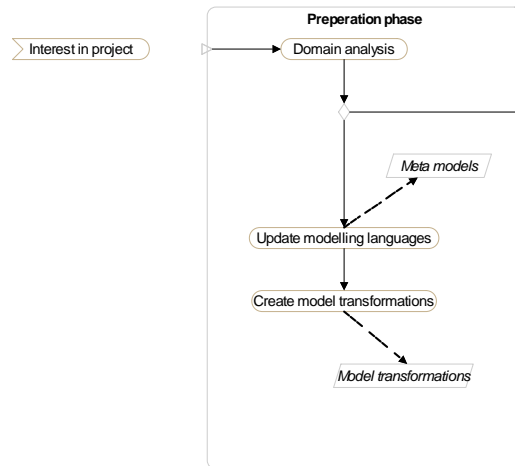 Preperation phase
Interest in project
Domain analysis
Meta models
Update modelling languages
Create model transformations
Model transformations